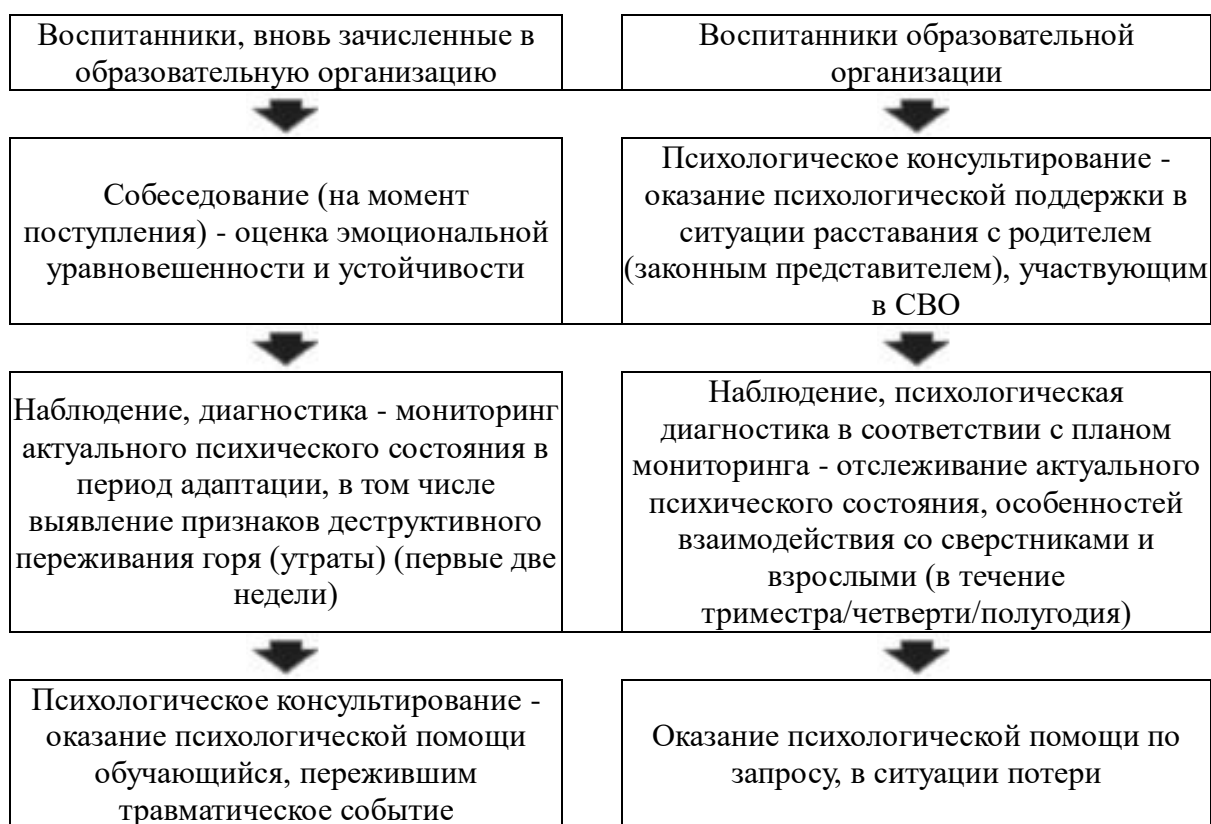 Воспитанники, вновь зачисленные в
образовательную организацию
Воспитанники образовательной
организации
Собеседование (на момент
поступления) - оценка эмоциональной
уравновешенности и устойчивости
Психологическое консультирование -
оказание психологической поддержки в
ситуации расставания с родителем
(законным представителем), участвующим
в СВО
Наблюдение, диагностика - мониторинг
актуального психического состояния в
период адаптации, в том числе
выявление признаков деструктивного
переживания горя (утраты) (первые две
недели)
Наблюдение, психологическая
диагностика в соответствии с планом
мониторинга - отслеживание актуального
психического состояния, особенностей
взаимодействия со сверстниками и
взрослыми (в течение
триместра/четверти/полугодия)
Психологическое консультирование -
оказание психологической помощи
обучающийся, пережившим
травматическое событие
Оказание психологической помощи по
запросу, в ситуации потери